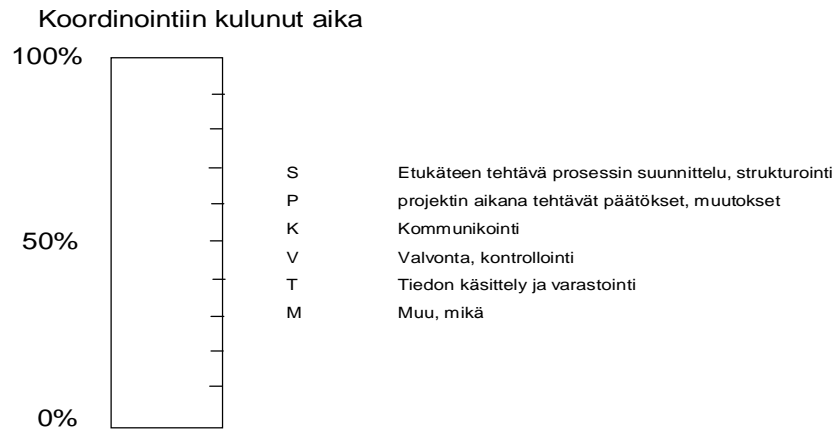 Koordinointiin kulunut aika
100%
50%
0%
S Etukäteen tehtävä prosessin suunnittelu, strukturointi
P projektin aikana tehtävät päätökset, muutokset
K Kommunikointi
V Valvonta, kontrollointi
T Tiedon käsittely ja varastointi
M Muu, mikä